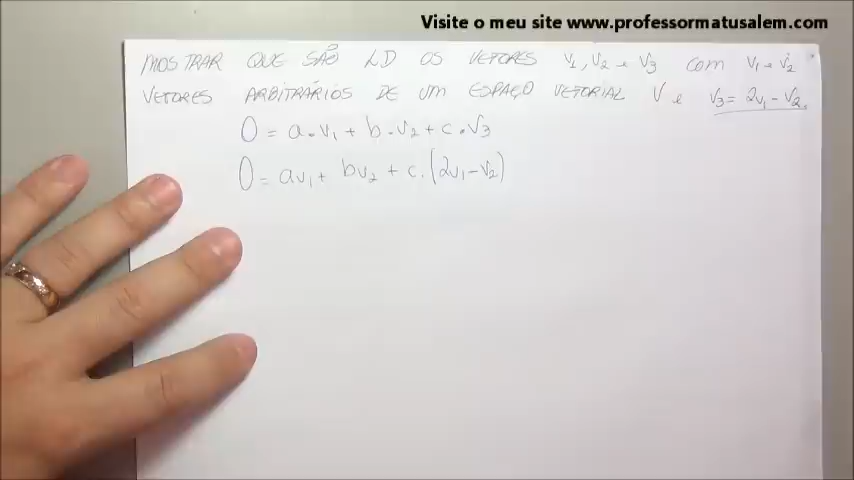 Visite o meu site www.professormatusalem.com
MOSTRAR QUE SÃO LD OS VETORES v₁, v₂ e v₃ com v₁ e v₂
VETORES ARBITRÁRIOS DE UM ESPAÇO VETORIAL V e v₃ = 2v₁ - v₂.
0 = a·v₁ + b·v₂ + c·v₃
0 = av₁ + bv₂ + c·(2v₁-v₂)